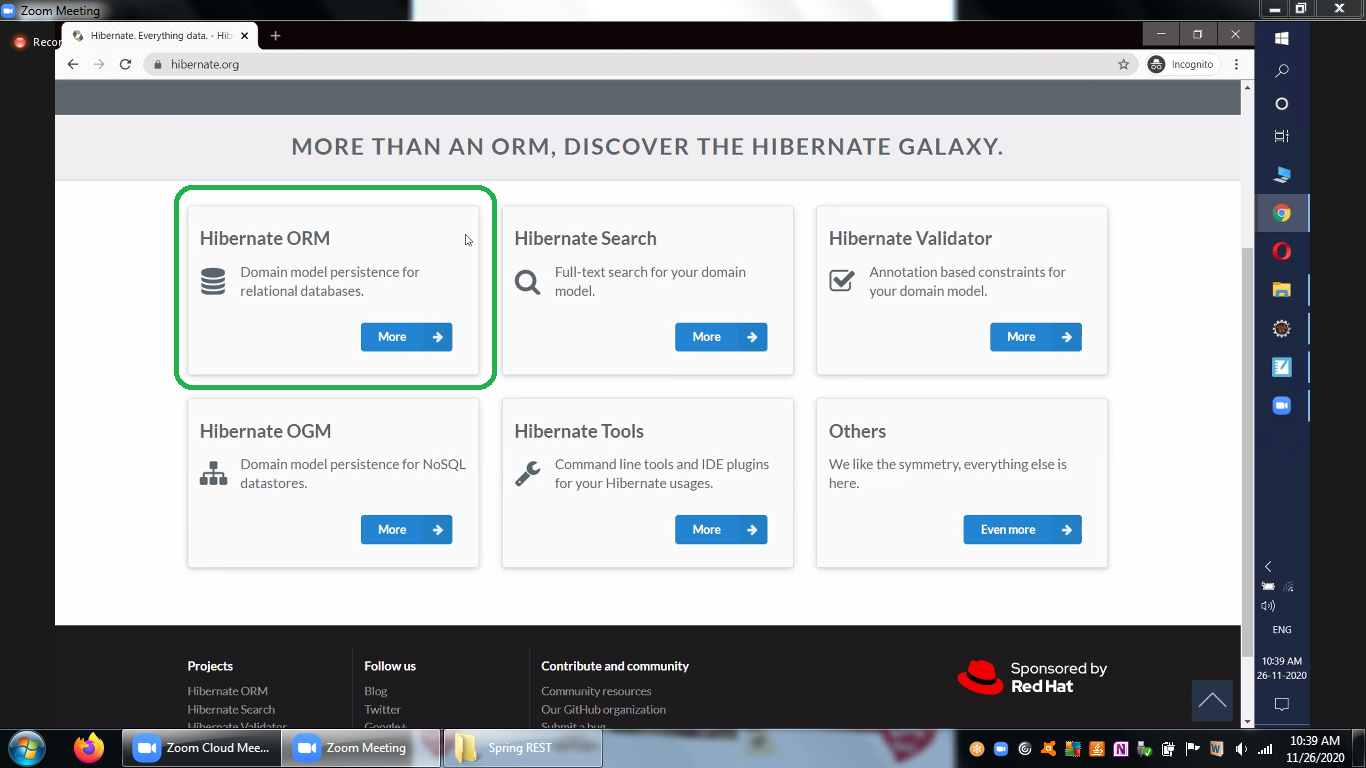 Zoom Meeting
Recor
Hibernate. Everything data. - Hib
hibernate.org
Incognito
MORE THAN AN ORM, DISCOVER THE HIBERNATE GALAXY.
Hibernate ORM
Domain model persistence for
relational databases.
More
Hibernate Search
Full-text search for your domain
model.
More
Hibernate Validator
Annotation based constraints for
your domain model.
More
Hibernate OGM
Domain model persistence for NoSQL
datastores.
More
Hibernate Tools
Command line tools and IDE plugins
for your Hibernate usages.
More
Others
We like the symmetry, everything else is
here.
Even more
Projects
Hibernate ORM
Hibernate Search
Hibernate Validator
Follow us
Blog
Twitter
Google+
Contribute and community
Community resources
Our GitHub organization
Submit a bug
Sponsored by
Red Hat
ENG
10:39 AM
26-11-2020
Zoom Cloud Mee...
Zoom Meeting
Spring REST
10:39 AM
11/26/2020